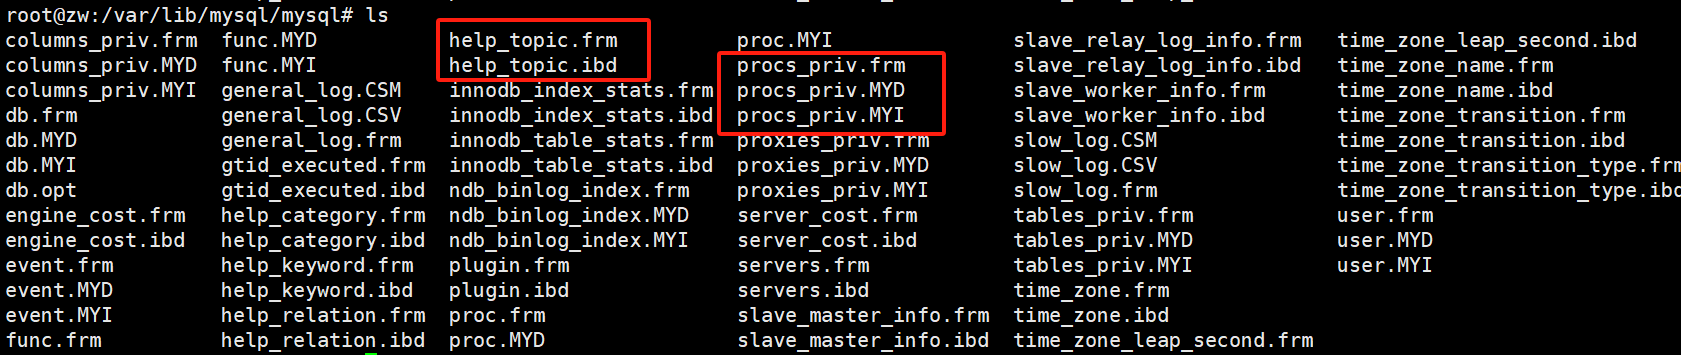 root@zw:/var/lib/mysql/mysql# ls
columns_priv.frm func.MYD help_topic.frm proc.MYI slave_relay_log_info.frm time_zone_leap_second.ibd
columns_priv.MYD func.MYI help_topic.ibd procs_priv.frm slave_relay_log_info.ibd time_zone_name.frm
columns_priv.MYI general_log.CSM innodb_index_stats.frm procs_priv.MYD slave_worker_info.frm time_zone_name.ibd
db.frm general_log.CSV innodb_index_stats.ibd procs_priv.MYI slave_worker_info.ibd time_zone_transition.frm
db.MYD general_log.frm innodb_table_stats.frm proxies_priv.frm slow_log.CSM time_zone_transition.ibd
db.MYI gtid_executed.frm innodb_table_stats.ibd proxies_priv.MYD slow_log.CSV time_zone_transition_type.frm
db.opt gtid_executed.ibd ndb_binlog_index.frm proxies_priv.MYI slow_log.frm time_zone_transition_type.ibd
engine_cost.frm help_category.frm ndb_binlog_index.MYD server_cost.frm tables_priv.frm user.frm
engine_cost.ibd help_category.ibd ndb_binlog_index.MYI server_cost.ibd tables_priv.MYD user.MYD
event.frm help_keyword.frm plugin.frm servers.frm tables_priv.MYI user.MYI
event.MYD help_keyword.ibd plugin.ibd servers.ibd time_zone.frm
event.MYI help_relation.frm proc.frm slave_master_info.frm time_zone.ibd
func.frm help_relation.ibd proc.MYD slave_master_info.ibd time_zone_leap_second.frm